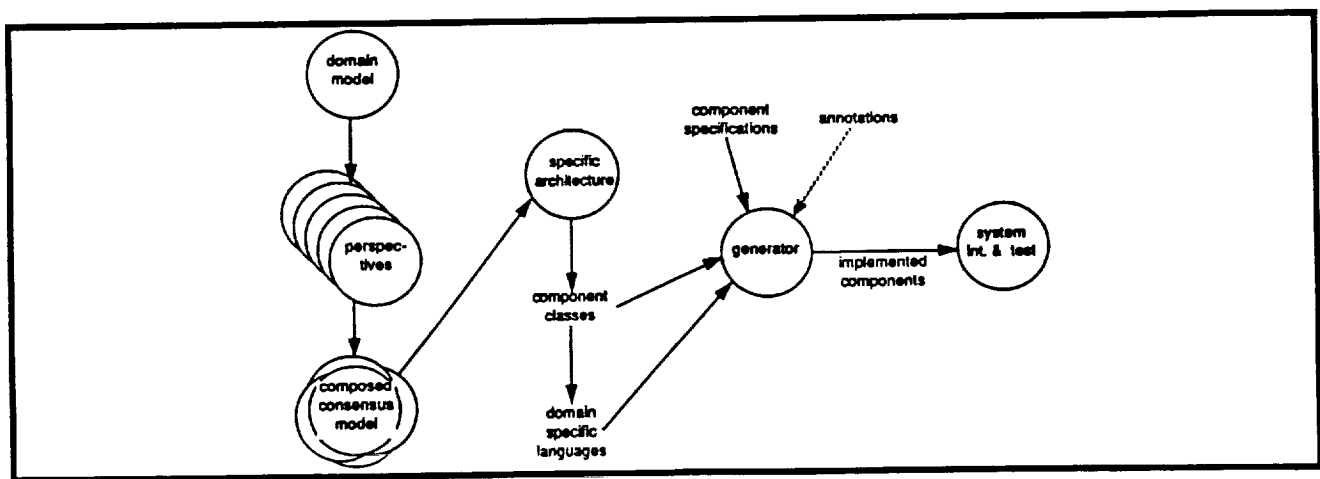 domain
model
perspec-
tives
composed
consensus
model
specific
architecture
component
classes
domain
specific
languages
component
specifications
annotations
generator
implemented
components
system
int. & test